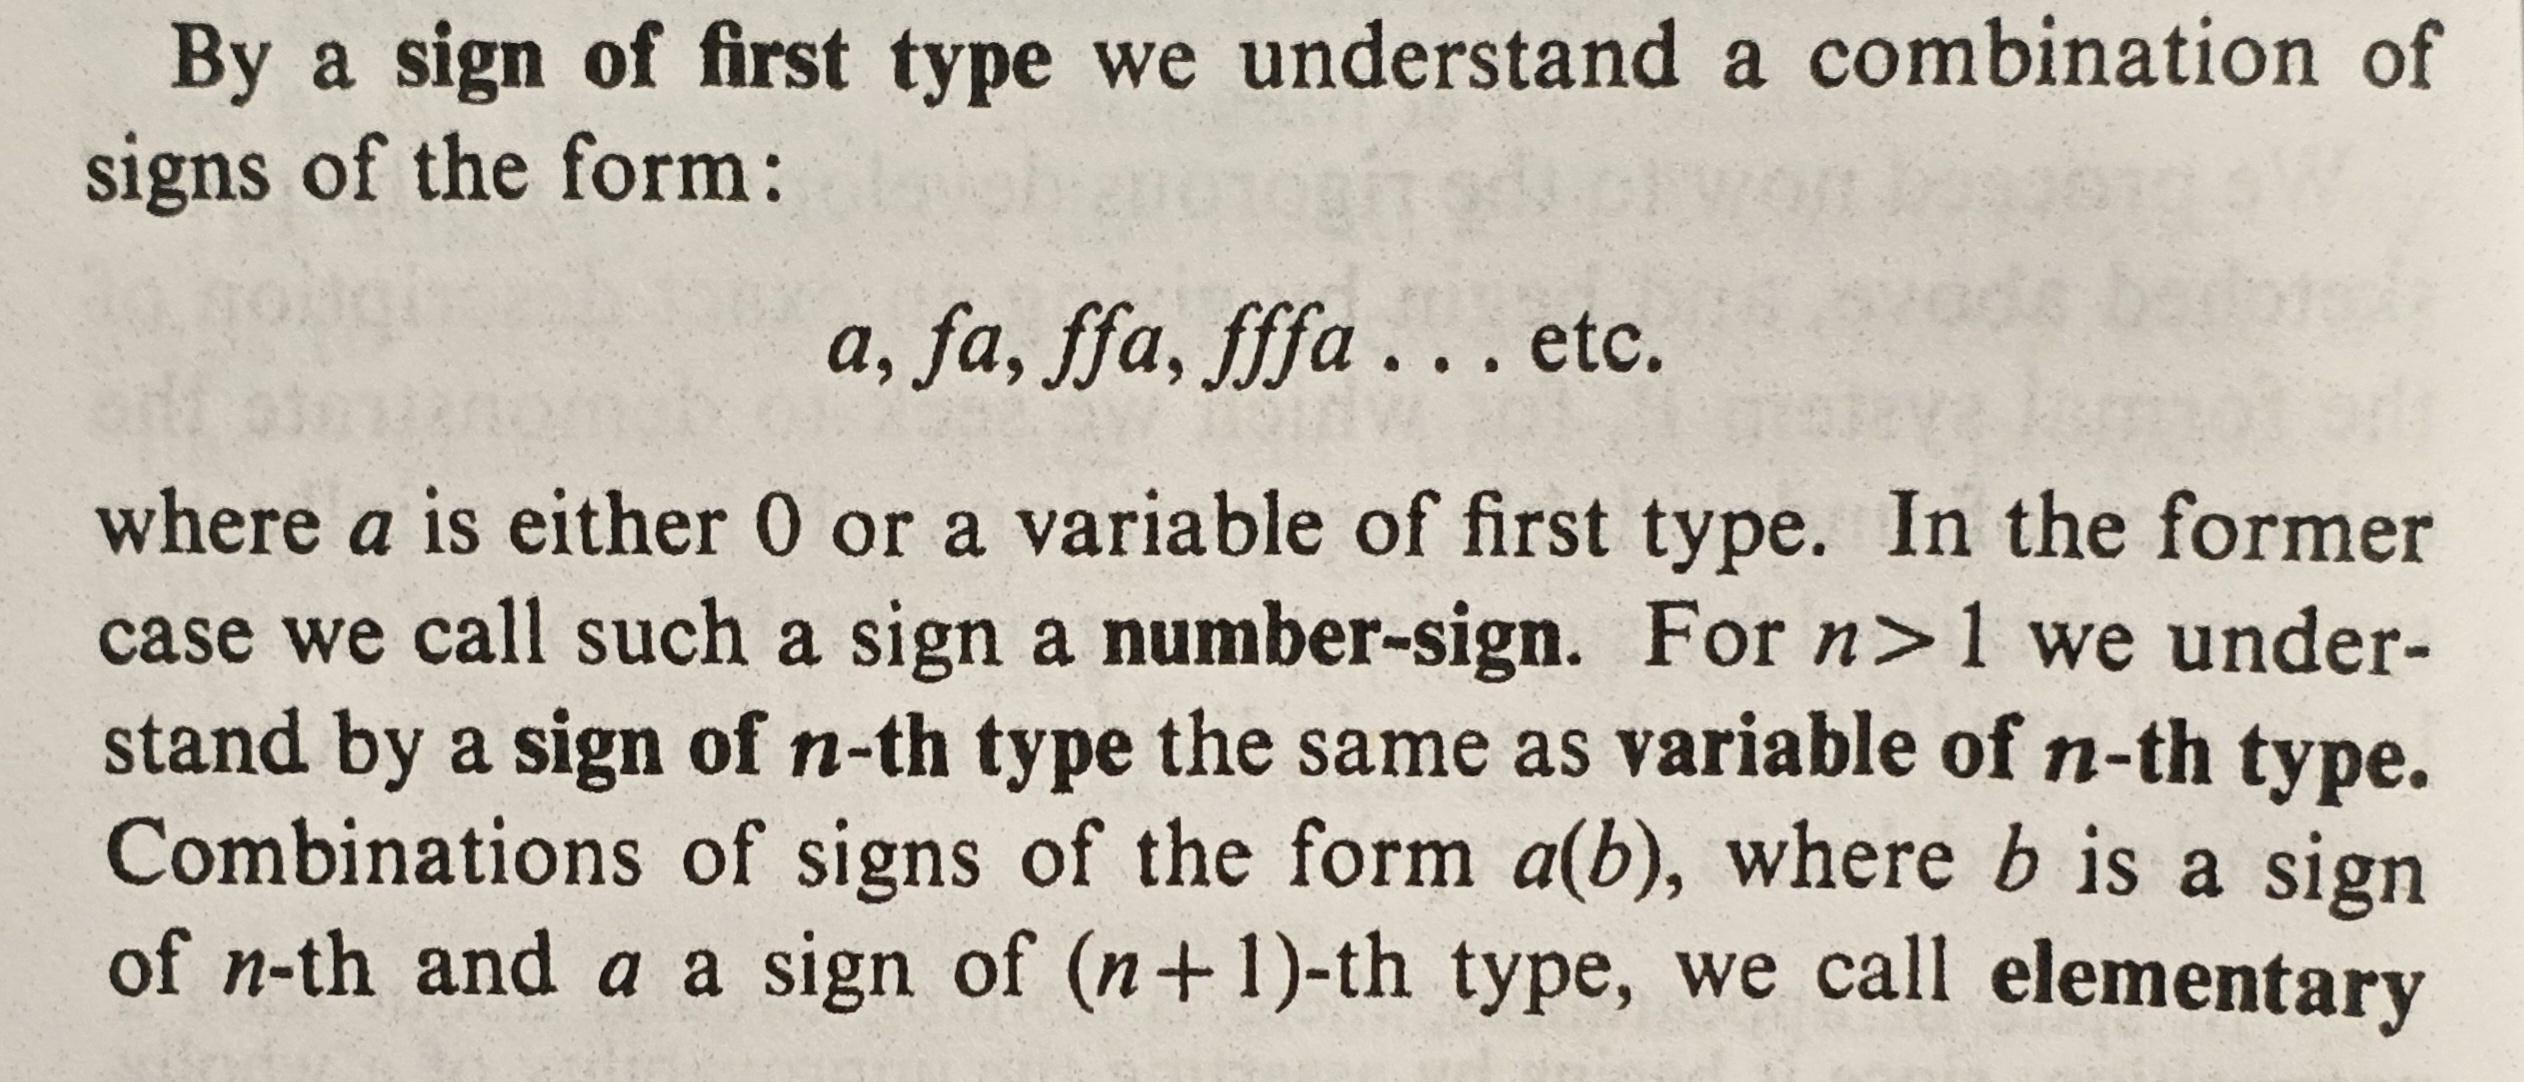 By a sign of first type we understand a combination of
signs of the form:
a, fa, ffa, fffa . . . etc.
where a is either 0 or a variable of first type. In the former
case we call such a sign a number-sign. For n>1 we under-
stand by a sign of n-th type the same as variable of n-th type.
Combinations of signs of the form a(b), where b is a sign
of n-th and a a sign of (n+1)-th type, we call elementary